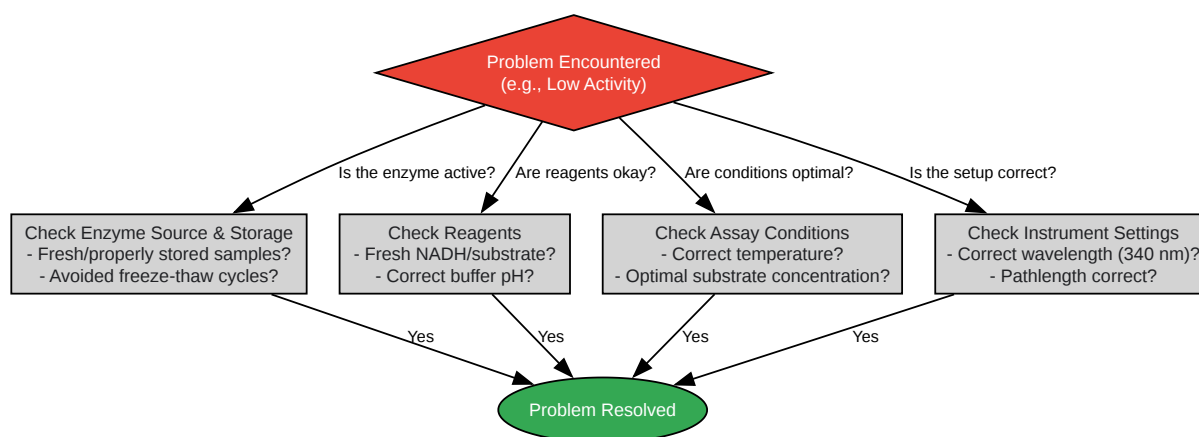 Problem Encountered
(e.g., Low Activity)
Is the enzyme active?
Are reagents okay?
Are conditions optimal?
Is the setup correct?
Check Enzyme Source & Storage
- Fresh/properly stored samples?
- Avoided freeze-thaw cycles?
Check Reagents
- Fresh NADH/substrate?
- Correct buffer pH?
Check Assay Conditions
- Correct temperature?
- Optimal substrate concentration?
Check Instrument Settings
- Correct wavelength (340 nm)?
- Pathlength correct?
Yes
Yes
Yes
Yes
Problem Resolved